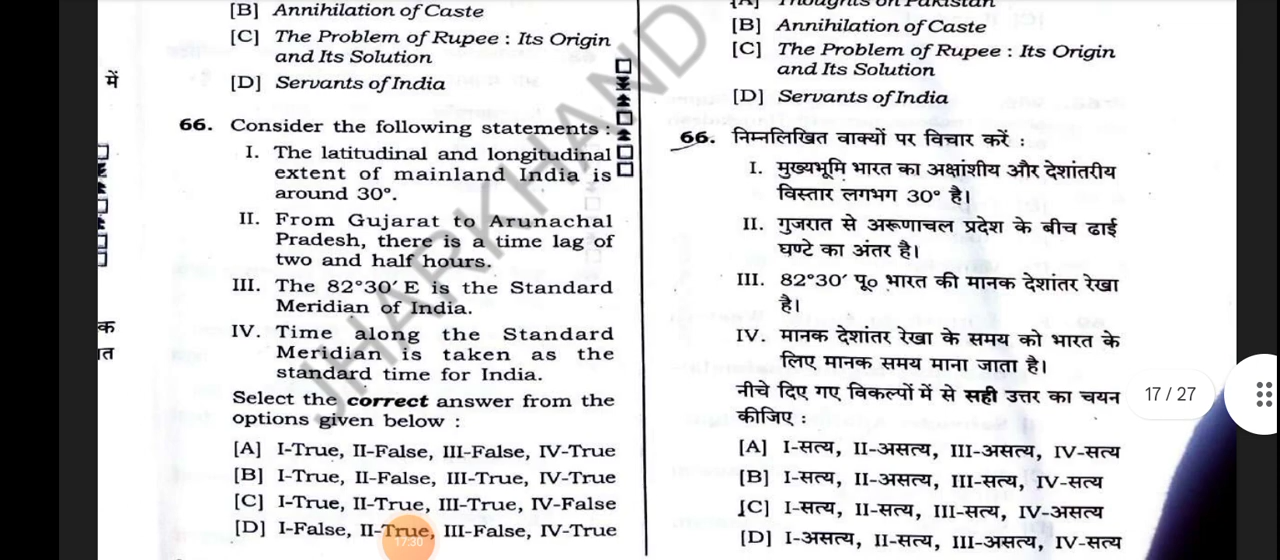 में
क
ात
[B] Annihilation of Caste
[C] The Problem of Rupee : Its Origin
and Its Solution
[D] Servants of India
66. Consider the following statements :
I. The latitudinal and longitudinal
extent of mainland India is
around 30°.
II. From Gujarat to Arunachal
Pradesh, there is a time lag of
two and half hours.
III. The 82°30′ E is the Standard
Meridian of India.
IV. Time along the Standard
Meridian is taken as the
standard time for India.
Select the correct answer from the
options given below :
[A] I-True, II-False, III-False, IV-True
[B] I-True, II-False, III-True, IV-True
[C] I-True, II-True, III-True, IV-False
[D] I-False, II-True, III-False, IV-True
17:30
JHARKHAND
[A] Thoughts on Pakistan
[B] Annihilation of Caste
[C] The Problem of Rupee : Its Origin
and Its Solution
[D] Servants of India
66. निम्नलिखित वाक्यों पर विचार करें :
I. मुख्यभूमि भारत का अक्षांशीय और देशांतरीय
विस्तार लगभग 30° है।
II. गुजरात से अरूणाचल प्रदेश के बीच ढाई
घण्टे का अंतर है।
III. 82°30′ पू० भारत की मानक देशांतर रेखा
है।
IV. मानक देशांतर रेखा के समय को भारत के
लिए मानक समय माना जाता है।
नीचे दिए गए विकल्पों में से सही उत्तर का चयन
कीजिए :
[A] I-सत्य, II-असत्य, III-असत्य, IV-सत्य
[B] I-सत्य, II-असत्य, III-सत्य, IV-सत्य
[C] I-सत्य, II-सत्य, III-सत्य, IV-असत्य
[D] I-असत्य, II-सत्य, III-असत्य, IV-सत्य
17 / 27